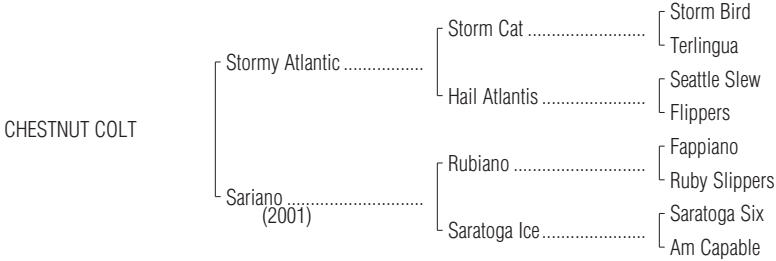 Storm Bird
Storm Cat ..........................
Terlingua
Stormy Atlantic .................
Seattle Slew
Hail Atlantis ......................
Flippers
CHESTNUT COLT
Fappiano
Rubiano ............................
Ruby Slippers
Sariano .............................
(2001)
Saratoga Six
Saratoga Ice ......................
Am Capable